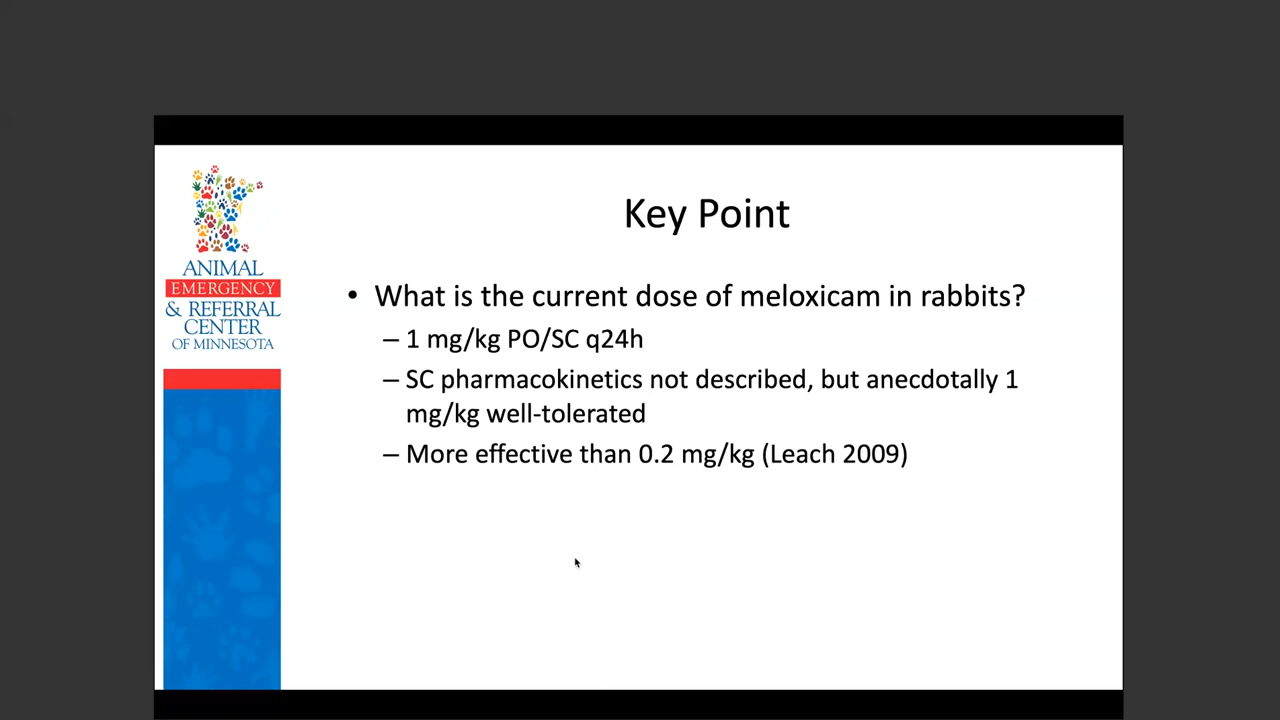 ANIMAL
EMERGENCY
& REFERRAL
CENTER
OF MINNESOTA
Key Point
• What is the current dose of meloxicam in rabbits?
– 1 mg/kg PO/SC q24h
– SC pharmacokinetics not described, but anecdotally 1
mg/kg well-tolerated
– More effective than 0.2 mg/kg (Leach 2009)